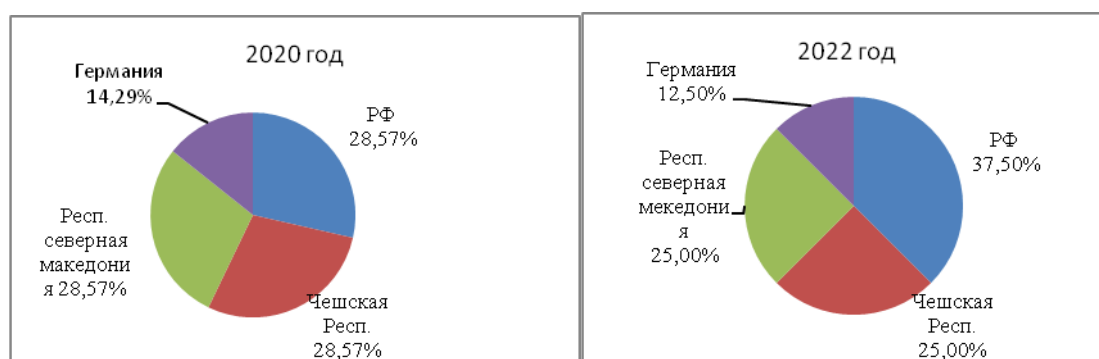 2020 год
Германия
14,29%
РФ
28,57%
Респ.
северная
македони
я 28,57%
Чешская
Респ.
28,57%
2022 год
Германия
12,50%
РФ
37,50%
Респ.
северная
мекедони
я
25,00%
Чешская
Респ.
25,00%